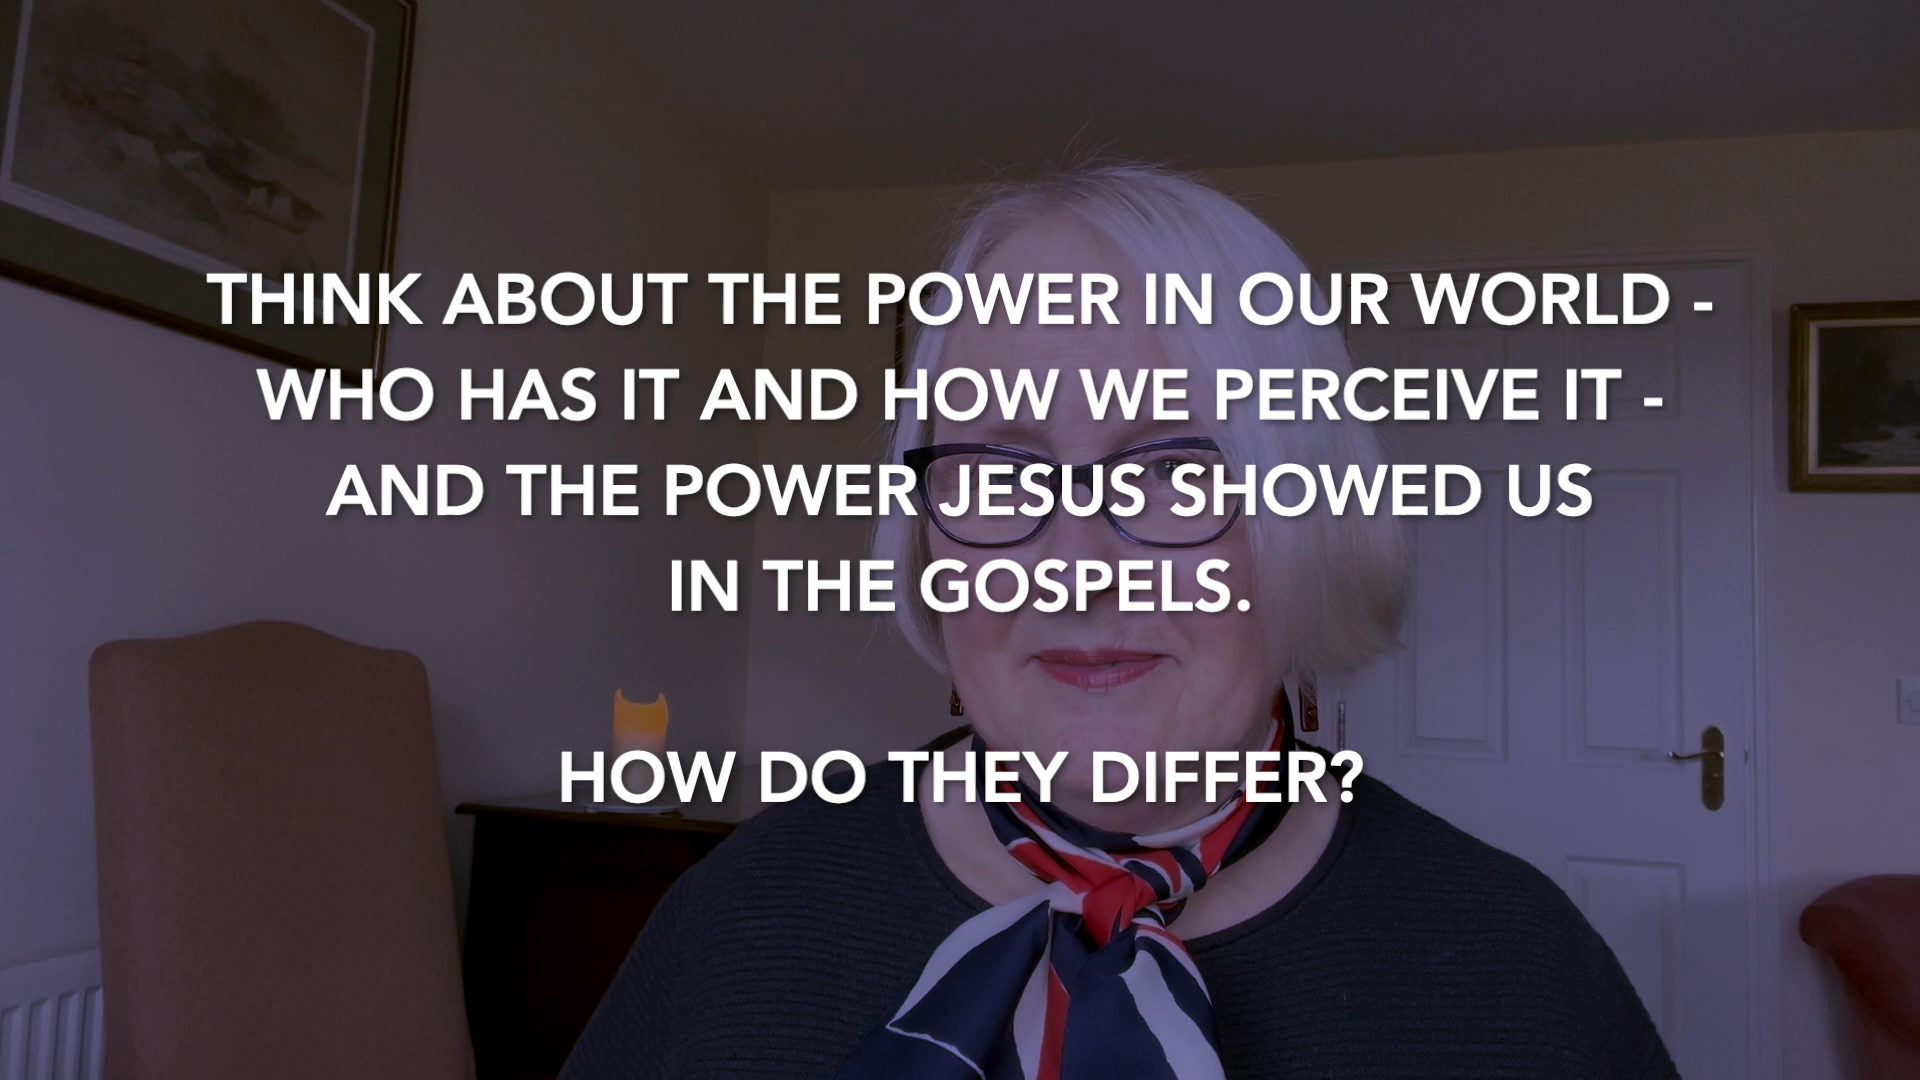 THINK ABOUT THE POWER IN OUR WORLD -
WHO HAS IT AND HOW WE PERCEIVE IT -
AND THE POWER JESUS SHOWED US
IN THE GOSPELS.
HOW DO THEY DIFFER?